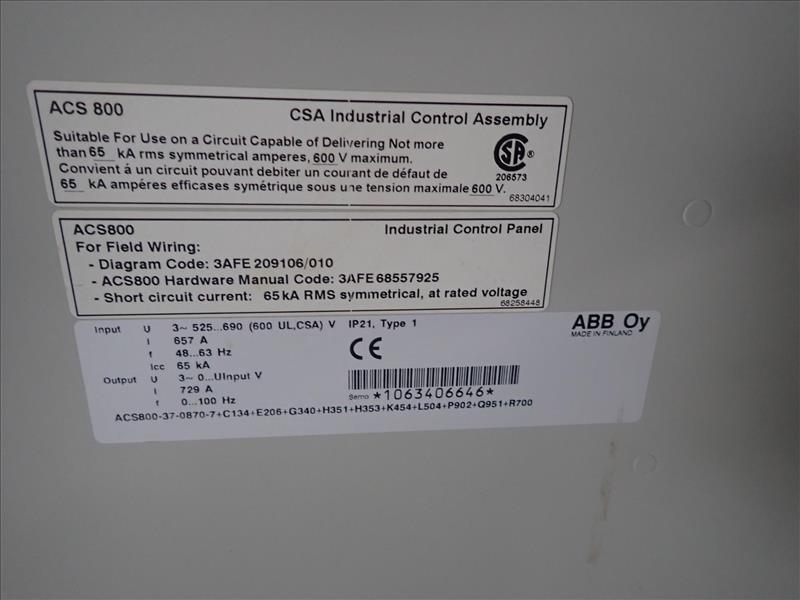 ACS 800 CSA Industrial Control Assembly
Suitable For Use on a Circuit Capable of Delivering Not more
than 65 kA rms symmetrical amperes, 600 V maximum.
Convient á un circuit pouvant debiter un courant de défaut de
65 kA ampéres efficases symétrique sous une tension maximale 600 V.
SA ®
206573
68304041
ACS800 Industrial Control Panel
For Field Wiring:
- Diagram Code: 3AFE 209106/010
- ACS800 Hardware Manual Code: 3AFE 68557925
- Short circuit current: 65 kA RMS symmetrical, at rated voltage
68258448
Input U 3~ 525...690 (600 UL,CSA) V IP21, Type 1 ABB Oy
MADE IN FINLAND
I 657 A
f 48...63 Hz CE
Icc 65 kA
Output U 3~ 0...UInput V
I 729 A Serno *1063406646*
f 0...100 Hz
ACS800-37-0870-7+C134+E206+G340+H351+H353+K454+L504+P902+Q951+R700